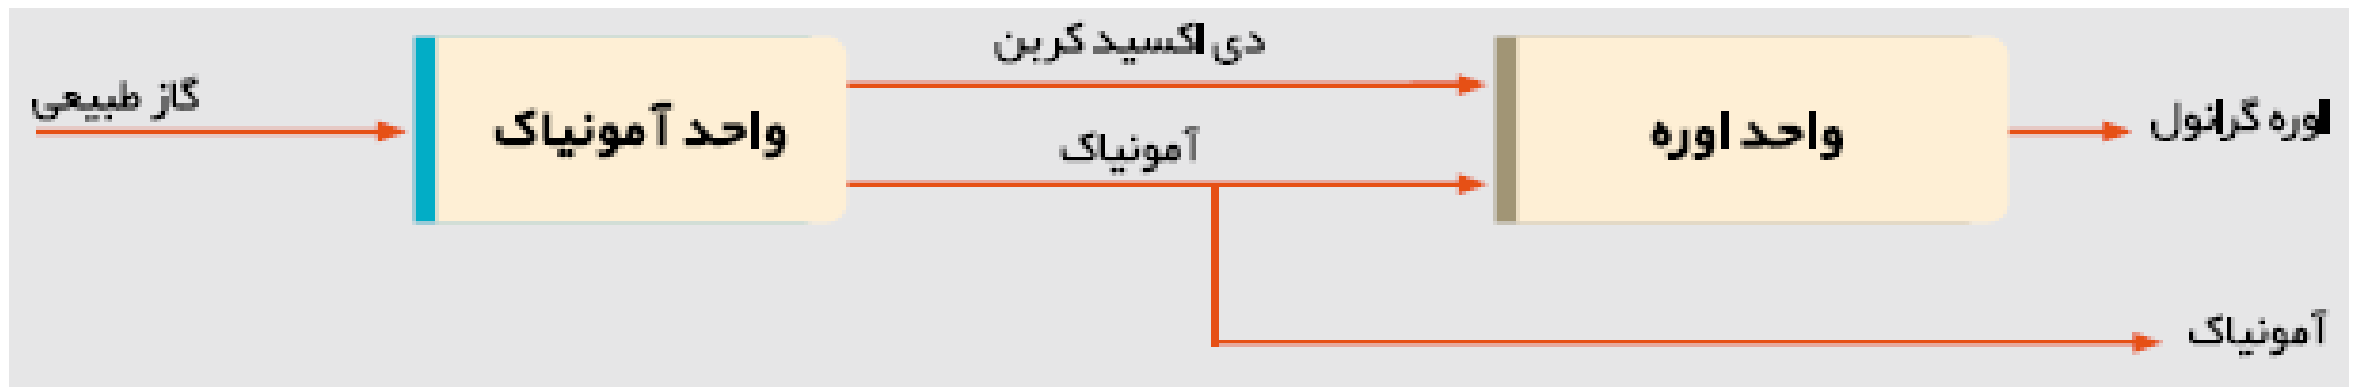 گاز طبیعی
واحد آمونیاک
دی اکسید کربن
آمونیاک
واحد اوره
اوره گرانول
آمونیاک